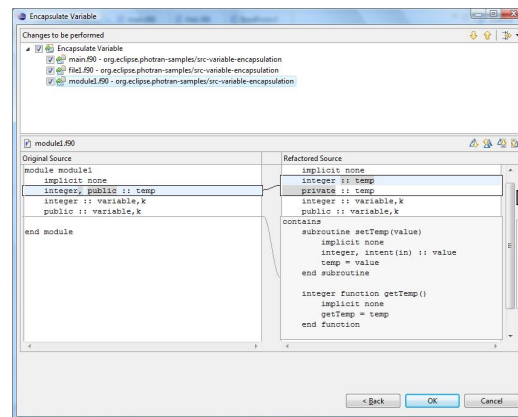 Encapsulate Variable
Changes to be performed
Encapsulate Variable
main.f90 - org.eclipse.photran-samples/src-variable-encapsulation
file1.f90 - org.eclipse.photran-samples/src-variable-encapsulation
module1.f90 - org.eclipse.photran-samples/src-variable-encapsulation
module1.f90
Original Source
module module1
implicit none
integer, public :: temp
integer :: variable,k
public :: variable,k
end module
Refactored Source
implicit none
integer :: temp
private :: temp
integer :: variable,k
public :: variable,k
contains
subroutine setTemp(value)
implicit none
integer, intent(in) :: value
temp = value
end subroutine
integer function getTemp()
implicit none
getTemp = temp
end function
< Back
OK
Cancel